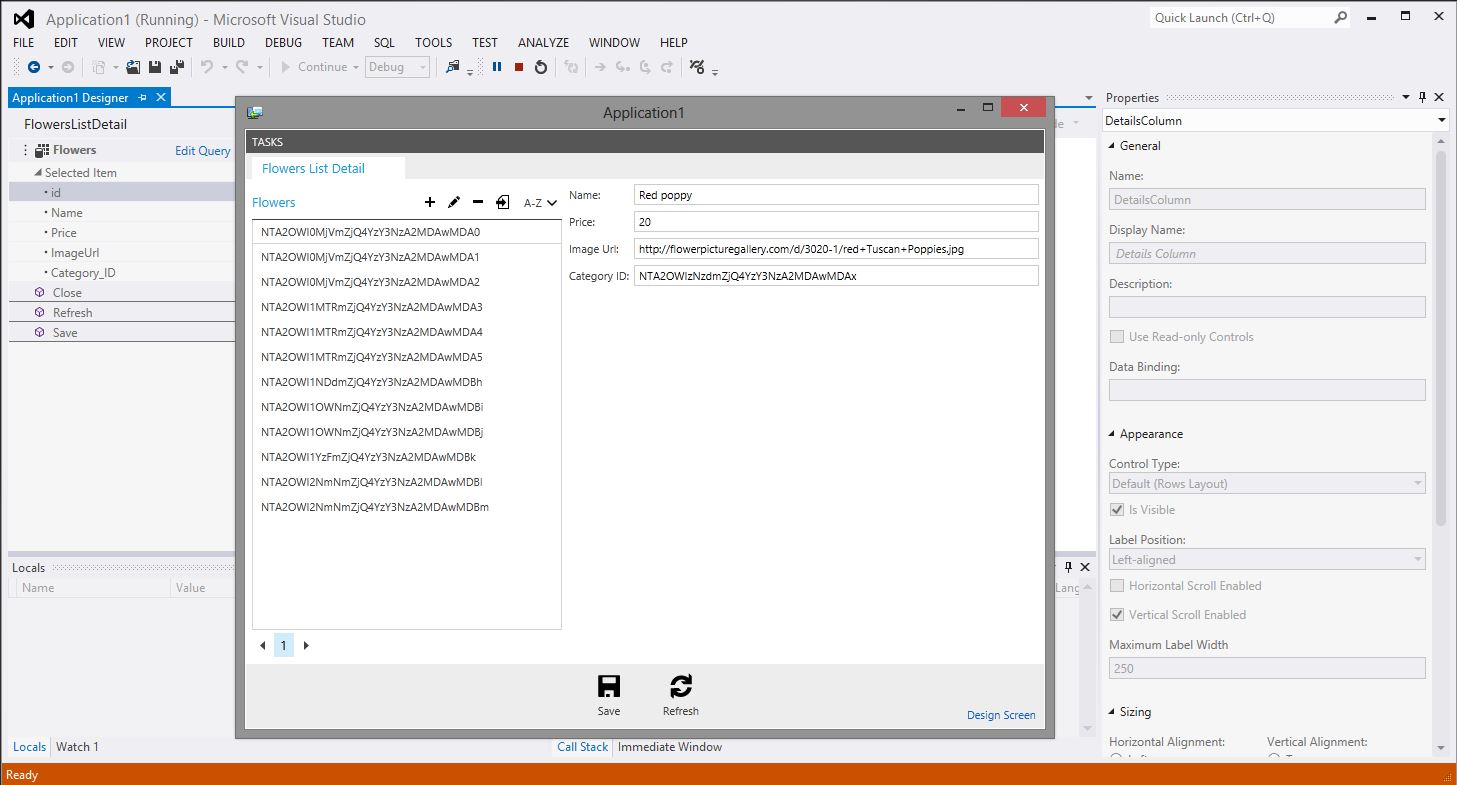 Application1 (Running) - Microsoft Visual Studio
Quick Launch (Ctrl+Q)
FILE EDIT VIEW PROJECT BUILD DEBUG TEAM SQL TOOLS TEST ANALYZE WINDOW HELP
Continue Debug
Application1 Designer
FlowersListDetail
Flowers Edit Query
Selected Item
id
Name
Price
ImageUrl
Category_ID
Close
Refresh
Save
Application1
TASKS
Flowers List Detail
Flowers A-Z
NTA2OWI0MjVmZjQ4YzY3NzA2MDAwMDA0
NTA2OWI0MjVmZjQ4YzY3NzA2MDAwMDA1
NTA2OWI0MjVmZjQ4YzY3NzA2MDAwMDA2
NTA2OWI1MTRmZjQ4YzY3NzA2MDAwMDA3
NTA2OWI1MTRmZjQ4YzY3NzA2MDAwMDA4
NTA2OWI1MTRmZjQ4YzY3NzA2MDAwMDA5
NTA2OWI1NDdmZjQ4YzY3NzA2MDAwMDBh
NTA2OWI1OWNmZjQ4YzY3NzA2MDAwMDBi
NTA2OWI1OWNmZjQ4YzY3NzA2MDAwMDBj
NTA2OWI1YzFmZjQ4YzY3NzA2MDAwMDBk
NTA2OWI2NmNmZjQ4YzY3NzA2MDAwMDBl
NTA2OWI2NmNmZjQ4YzY3NzA2MDAwMDBm
1
Name: Red poppy
Price: 20
Image Url: http://flowerpicturegallery.com/d/3020-1/red+Tuscan+Poppies.jpg
Category ID: NTA2OWIzNzdmZjQ4YzY3NzA2MDAwMDAx
Save
Refresh
Design Screen
Locals
Name Value
Lang
Locals Watch 1
Call Stack Immediate Window
Ready
Properties
DetailsColumn
General
Name:
DetailsColumn
Display Name:
Details Column
Description:
Use Read-only Controls
Data Binding:
Appearance
Control Type:
Default (Rows Layout)
Is Visible
Label Position:
Left-aligned
Horizontal Scroll Enabled
Vertical Scroll Enabled
Maximum Label Width
250
Sizing
Horizontal Alignment: Vertical Alignment: